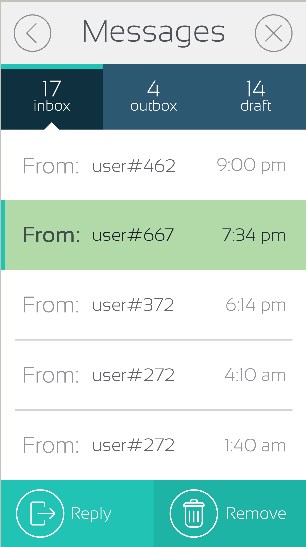 Messages
17 4 14
inbox outbox draft
From: user#462 9:00 pm
From: user#667 7:34 pm
From: user#372 6:14 pm
From: user#272 4:10 am
From: user#272 1:40 am
Reply Remove